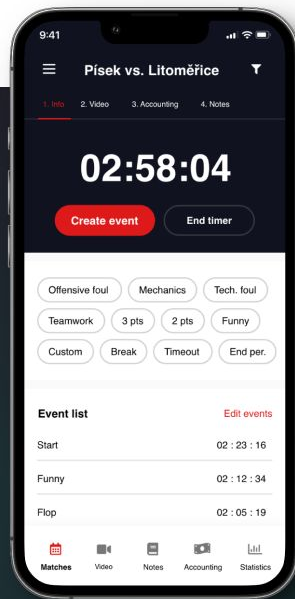 9:41
Písek vs. Litoměřice
1. Info 2. Video 3. Accounting 4. Notes
02:58:04
Create event End timer
Offensive foul Mechanics Tech. foul
Teamwork 3 pts 2 pts Funny
Custom Break Timeout End per.
Event list Edit events
Start 02 : 23 : 16
Funny 02 : 12 : 34
Flop 02 : 05 : 19
Matches Video Notes Accounting Statistics